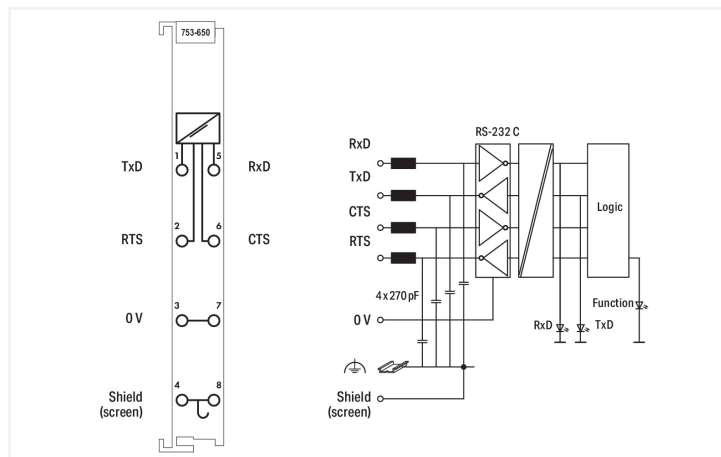 753-650
1
5
TxD
RxD
2
6
RTS
CTS
3
7
0 V
4
8
Shield
(screen)
RS-232 C
RxD
TxD
CTS
RTS
Logic
4 x 270 pF
Function
0 V
RxD
TxD
Shield
(screen)